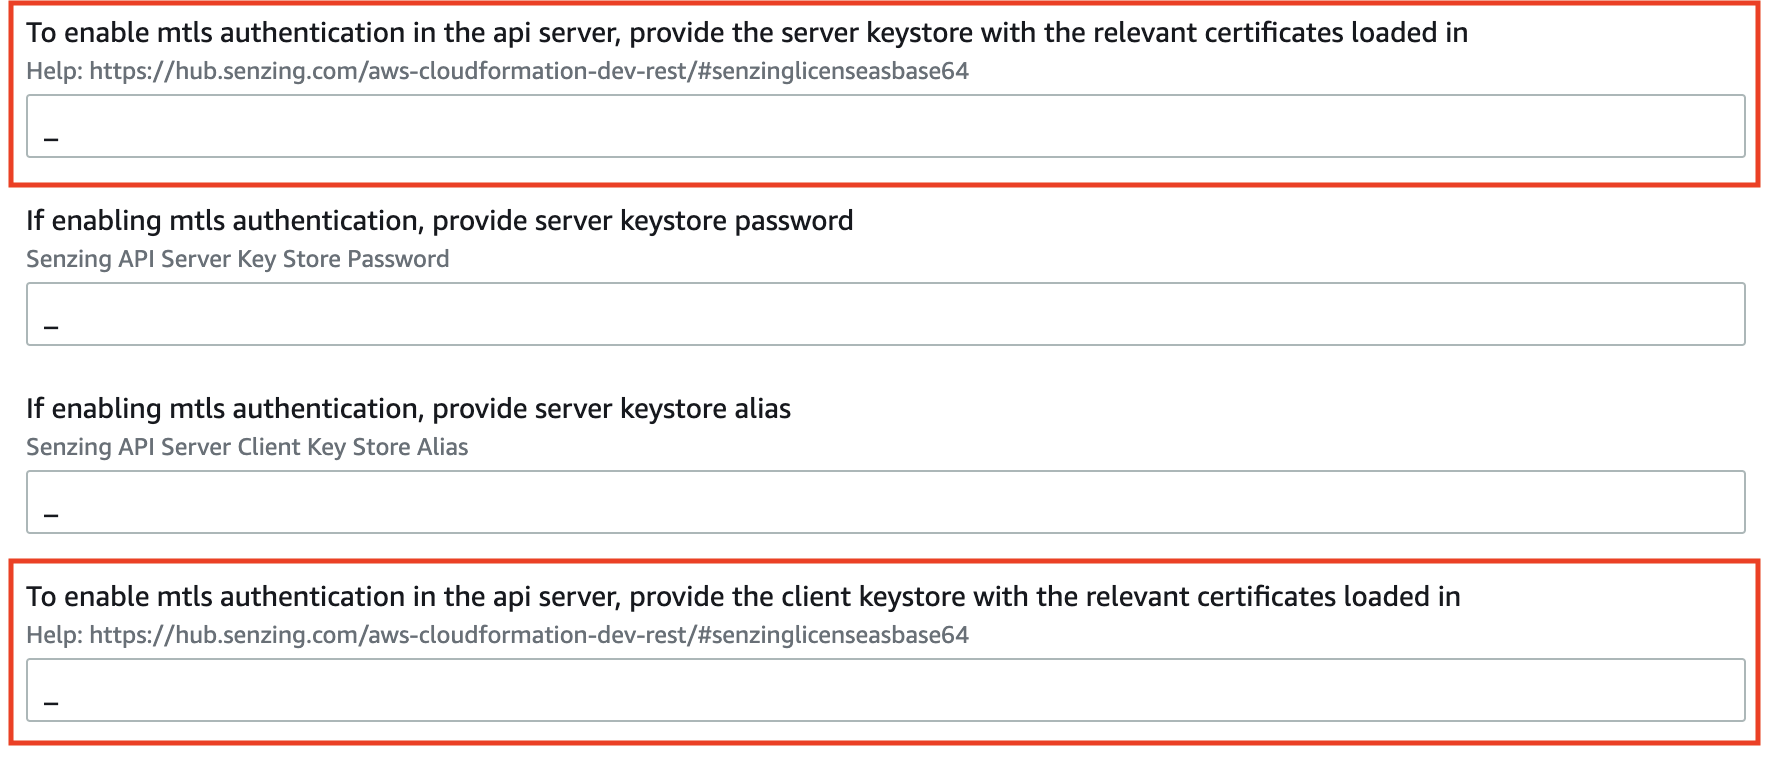 To enable mtls authentication in the api server, provide the server keystore with the relevant certificates loaded in
Help: https://hub.senzing.com/aws-cloudformation-dev-rest/#senzinglicenseasbase64
_
If enabling mtls authentication, provide server keystore password
Senzing API Server Key Store Password
_
If enabling mtls authentication, provide server keystore alias
Senzing API Server Client Key Store Alias
_
To enable mtls authentication in the api server, provide the client keystore with the relevant certificates loaded in
Help: https://hub.senzing.com/aws-cloudformation-dev-rest/#senzinglicenseasbase64
_